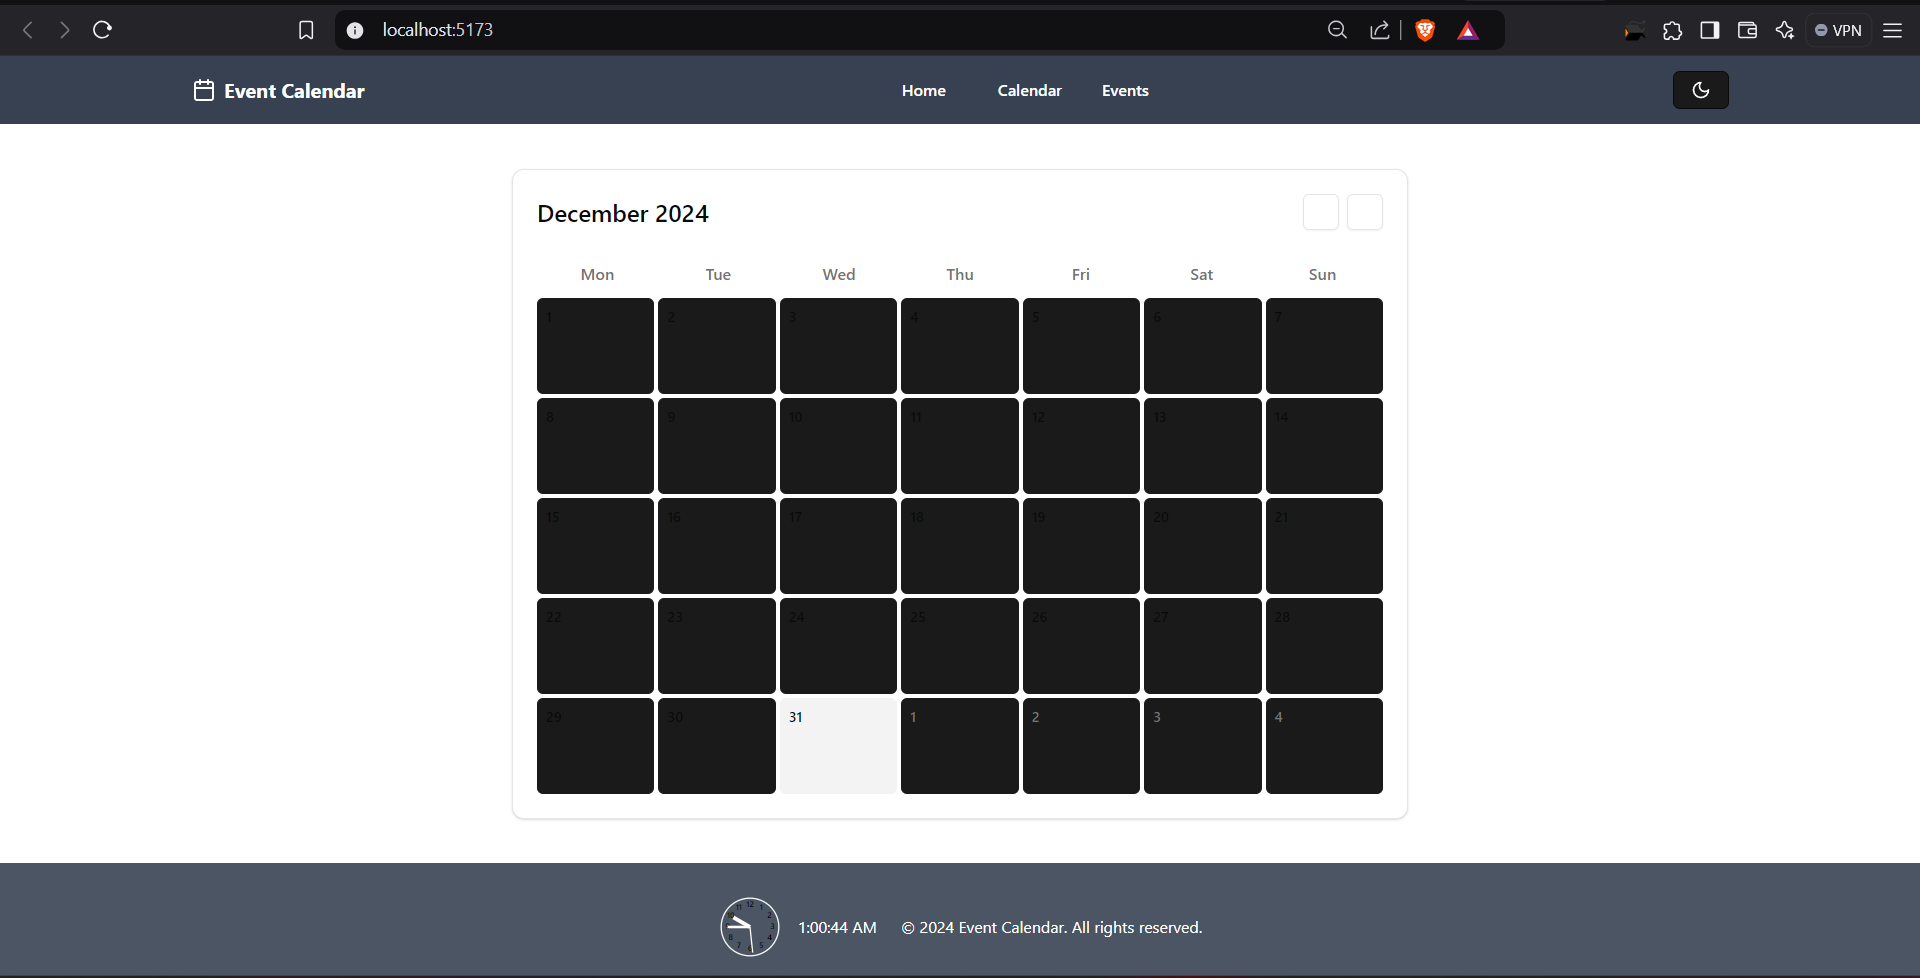 localhost:5173
VPN
Event Calendar
Home Calendar Events
December 2024
Mon Tue Wed Thu Fri Sat Sun
1 2 3 4 5 6 7
8 9 10 11 12 13 14
15 16 17 18 19 20 21
22 23 24 25 26 27 28
29 30 31 1 2 3 4
1:00:44 AM © 2024 Event Calendar. All rights reserved.